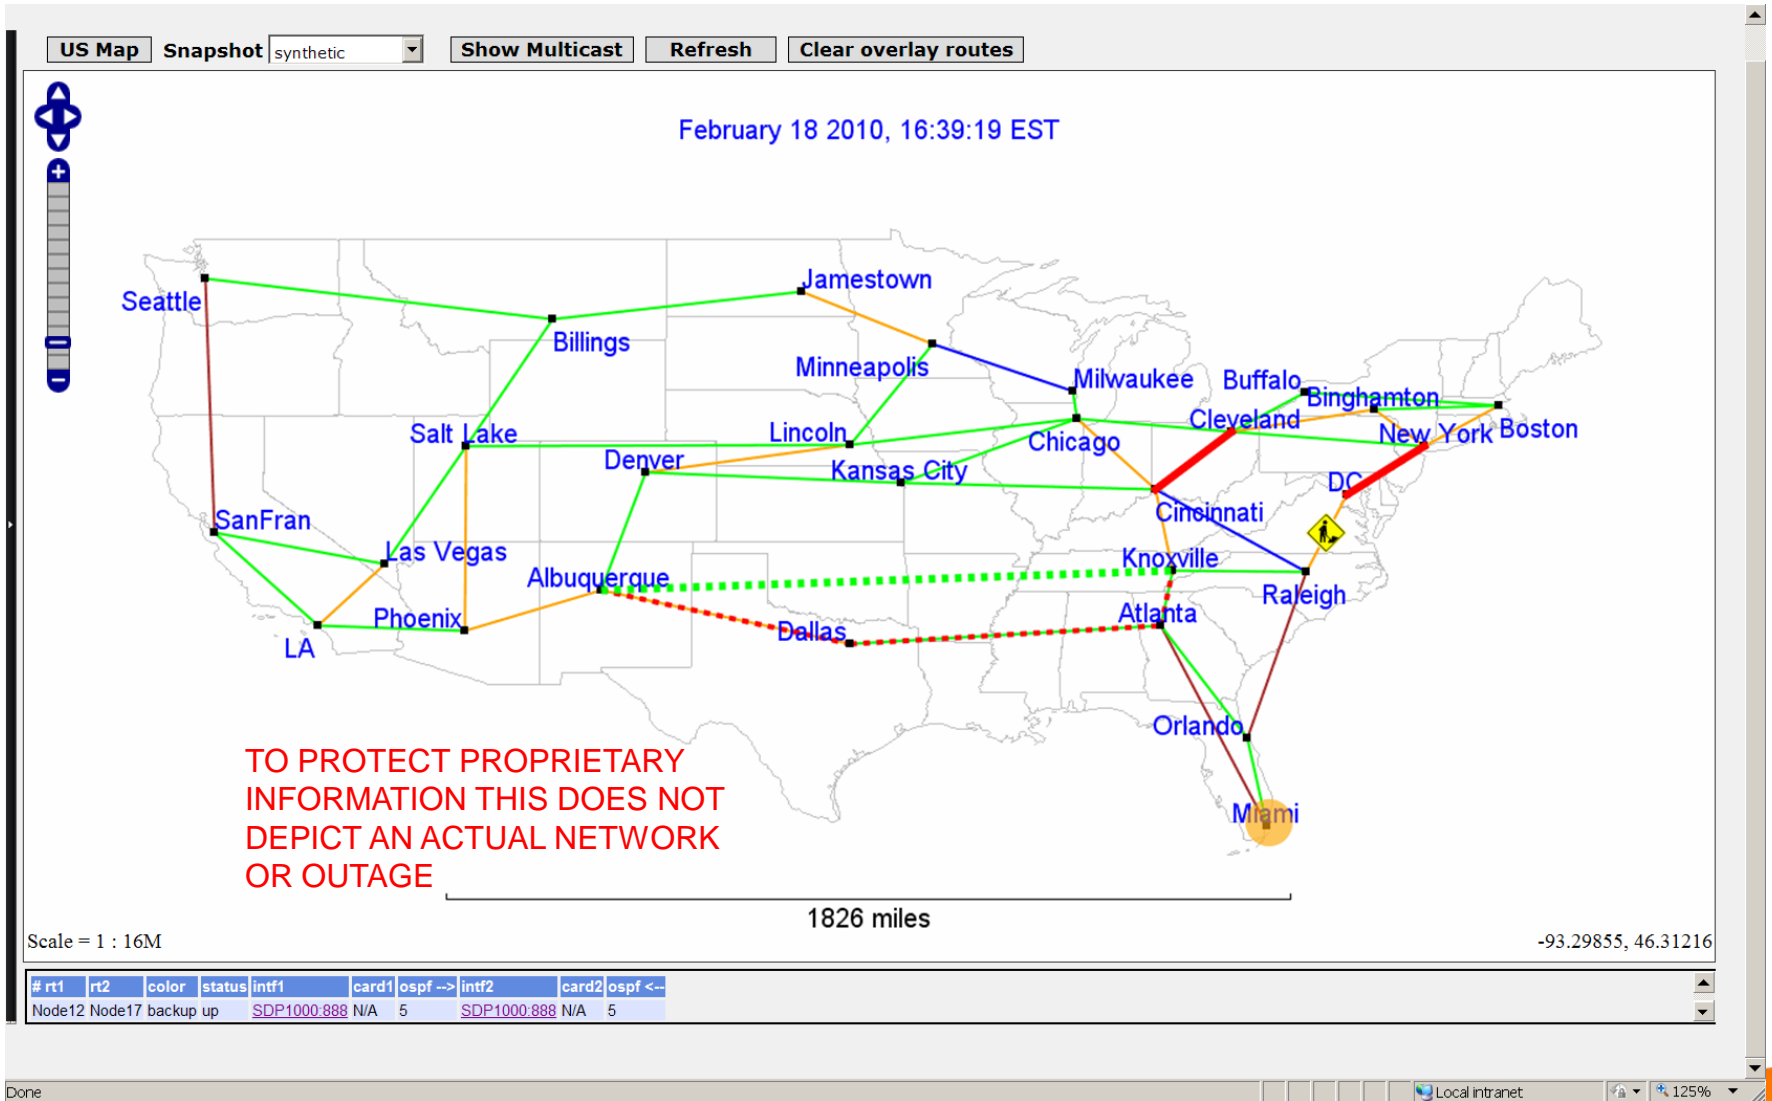 US Map Snapshot synthetic Show Multicast Refresh Clear overlay routes
February 18 2010, 16:39:19 EST
Jamestown
Seattle
Billings
Minneapolis
Milwaukee
Buffalo
Binghamton
Cleveland
Salt Lake
Lincoln
Chicago
New York
Boston
Denver
Kansas City
DC
SanFran
Cincinnati
Las Vegas
Knoxville
Albuquerque
Raleigh
Phoenix
Atlanta
Dallas
LA
Orlando
Miami
TO PROTECT PROPRIETARY
INFORMATION THIS DOES NOT
DEPICT AN ACTUAL NETWORK
OR OUTAGE
1826 miles
Scale = 1 : 16M
-93.29855, 46.31216
# rt1 rt2 color status intf1 card1 ospf --> intf2 card2 ospf <--
Node12 Node17 backup up SDP1000:888 N/A 5 SDP1000:888 N/A 5
Done Local intranet 125%